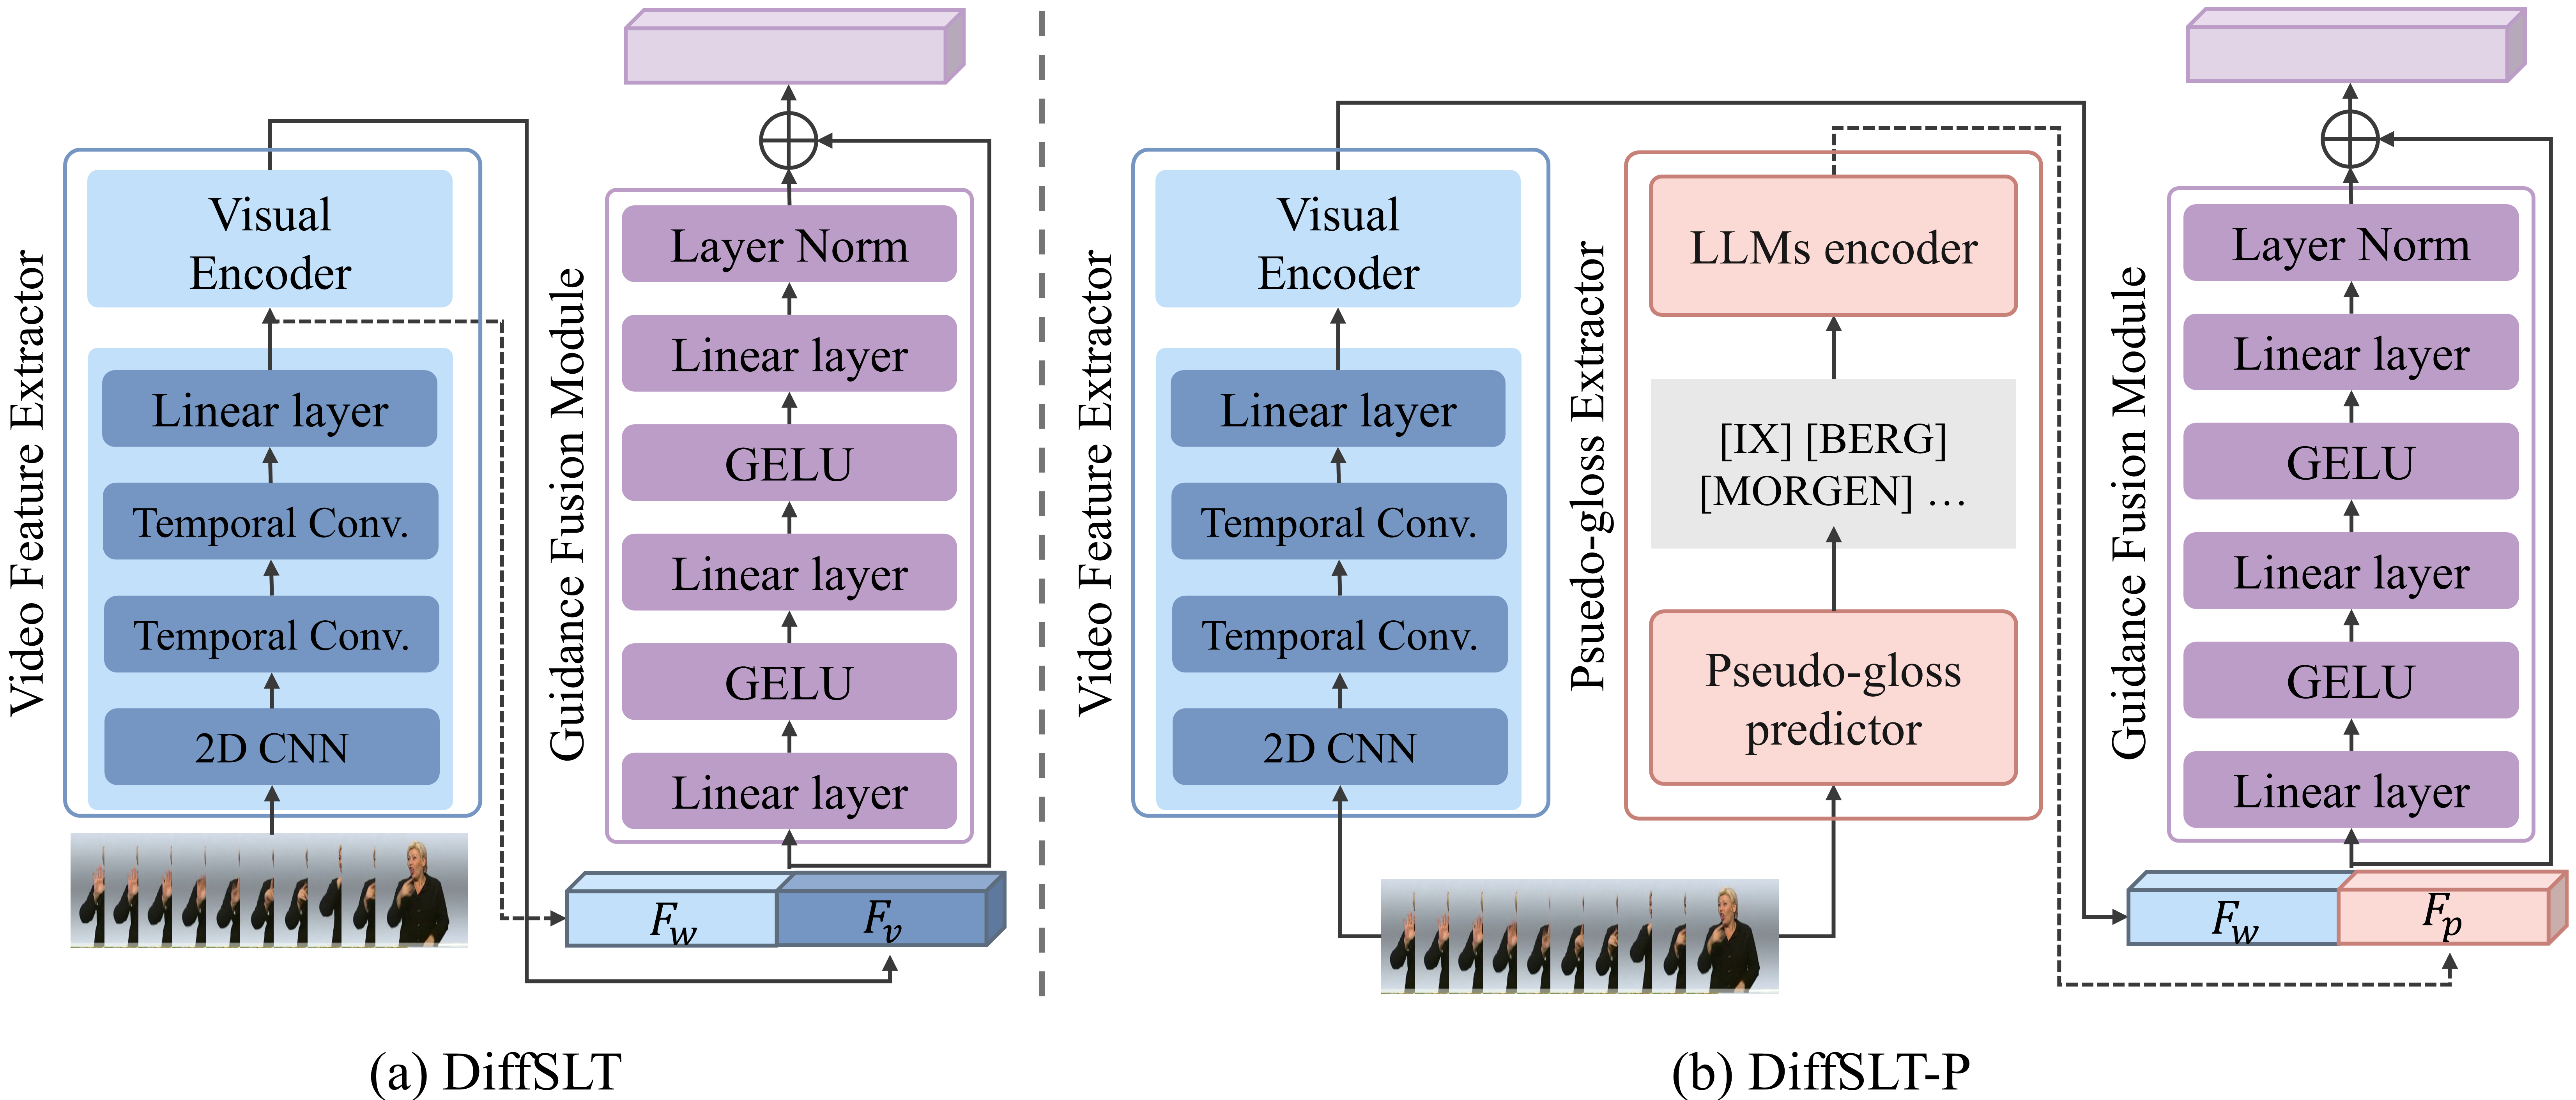 Video Feature Extractor
Visual
Encoder
Linear layer
Temporal Conv.
Temporal Conv.
2D CNN
Guidance Fusion Module
Layer Norm
Linear layer
GELU
Linear layer
GELU
Linear layer
F_w
F_v
(a) DiffSLT
Video Feature Extractor
Visual
Encoder
Linear layer
Temporal Conv.
Temporal Conv.
2D CNN
Psuedo-gloss Extractor
LLMs encoder
[IX] [BERG]
[MORGEN] …
Pseudo-gloss
predictor
Guidance Fusion Module
Layer Norm
Linear layer
GELU
Linear layer
GELU
Linear layer
F_w
F_p
(b) DiffSLT-P